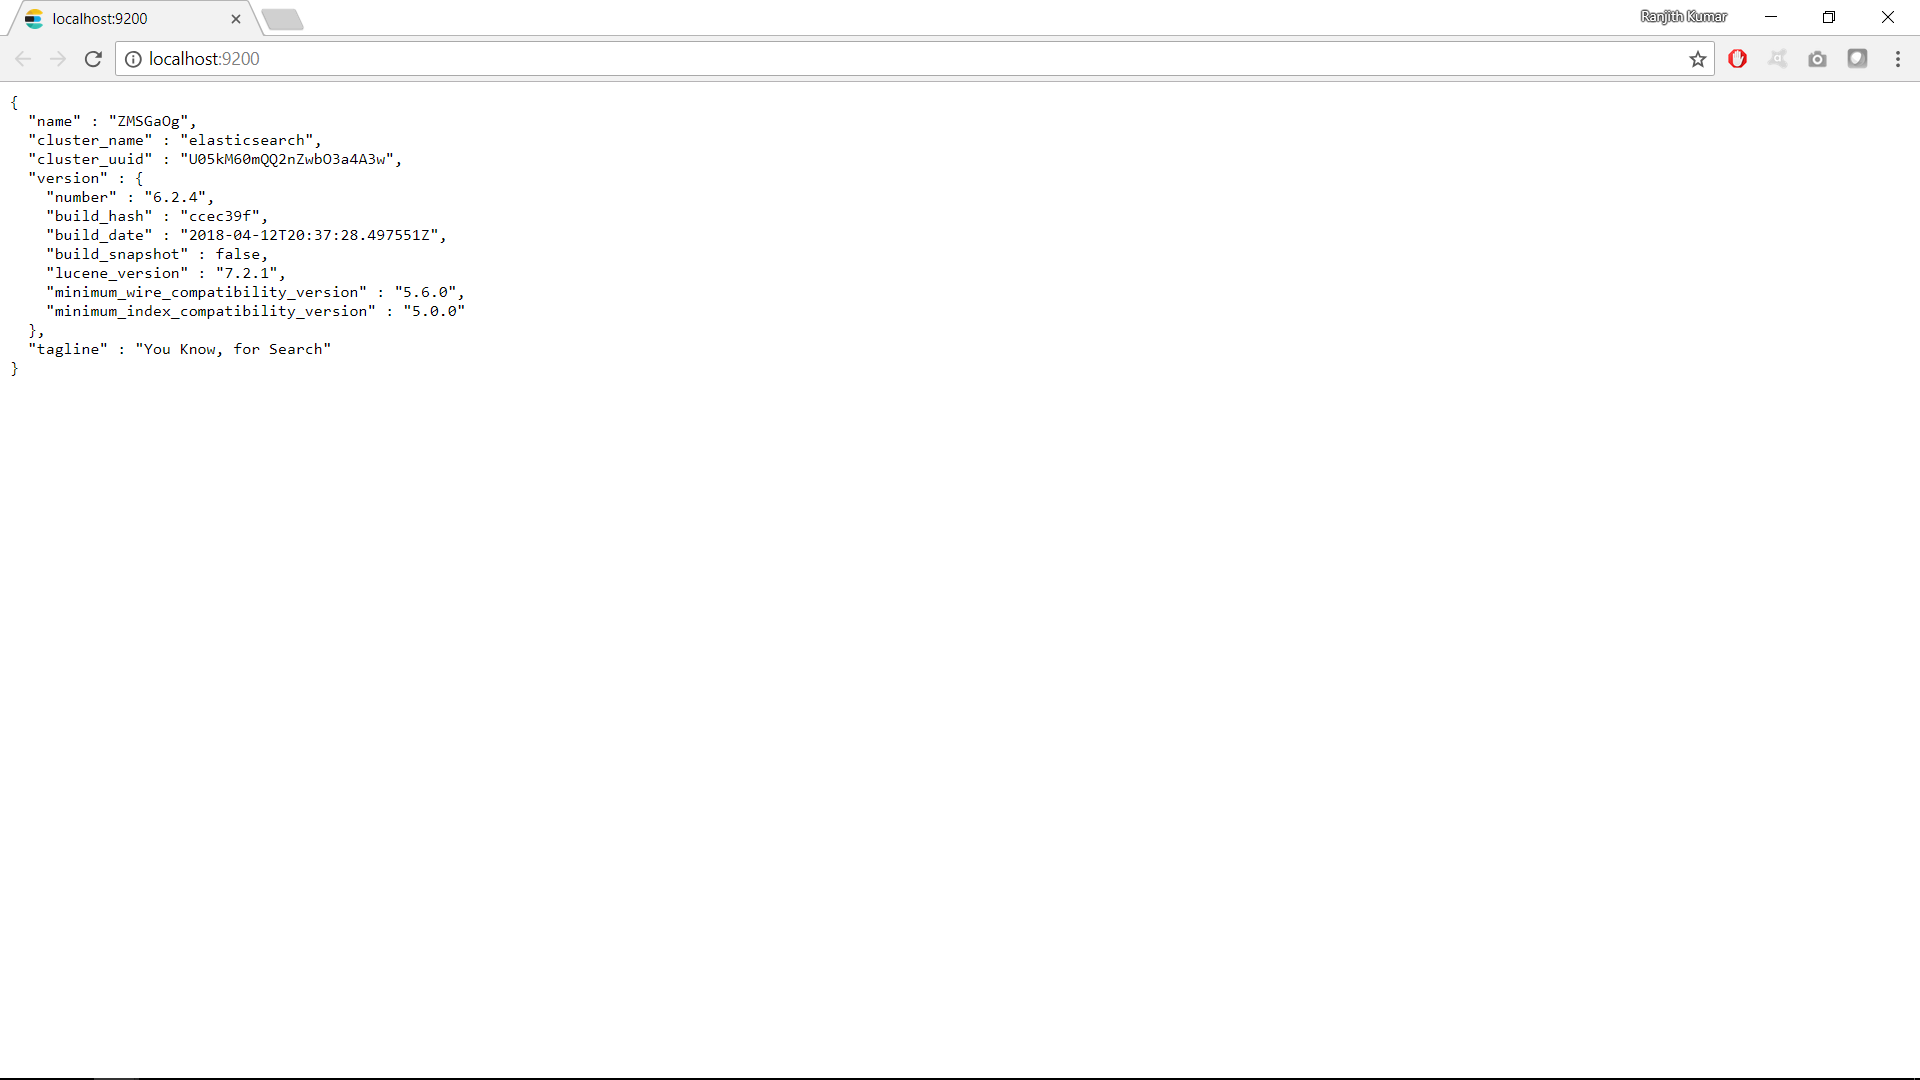 localhost:9200
Ranjith Kumar
localhost:9200
{
  "name" : "ZMSGaOg",
  "cluster_name" : "elasticsearch",
  "cluster_uuid" : "U05kM60mQQ2nZwbO3a4A3w",
  "version" : {
    "number" : "6.2.4",
    "build_hash" : "ccec39f",
    "build_date" : "2018-04-12T20:37:28.497551Z",
    "build_snapshot" : false,
    "lucene_version" : "7.2.1",
    "minimum_wire_compatibility_version" : "5.6.0",
    "minimum_index_compatibility_version" : "5.0.0"
  },
  "tagline" : "You Know, for Search"
}